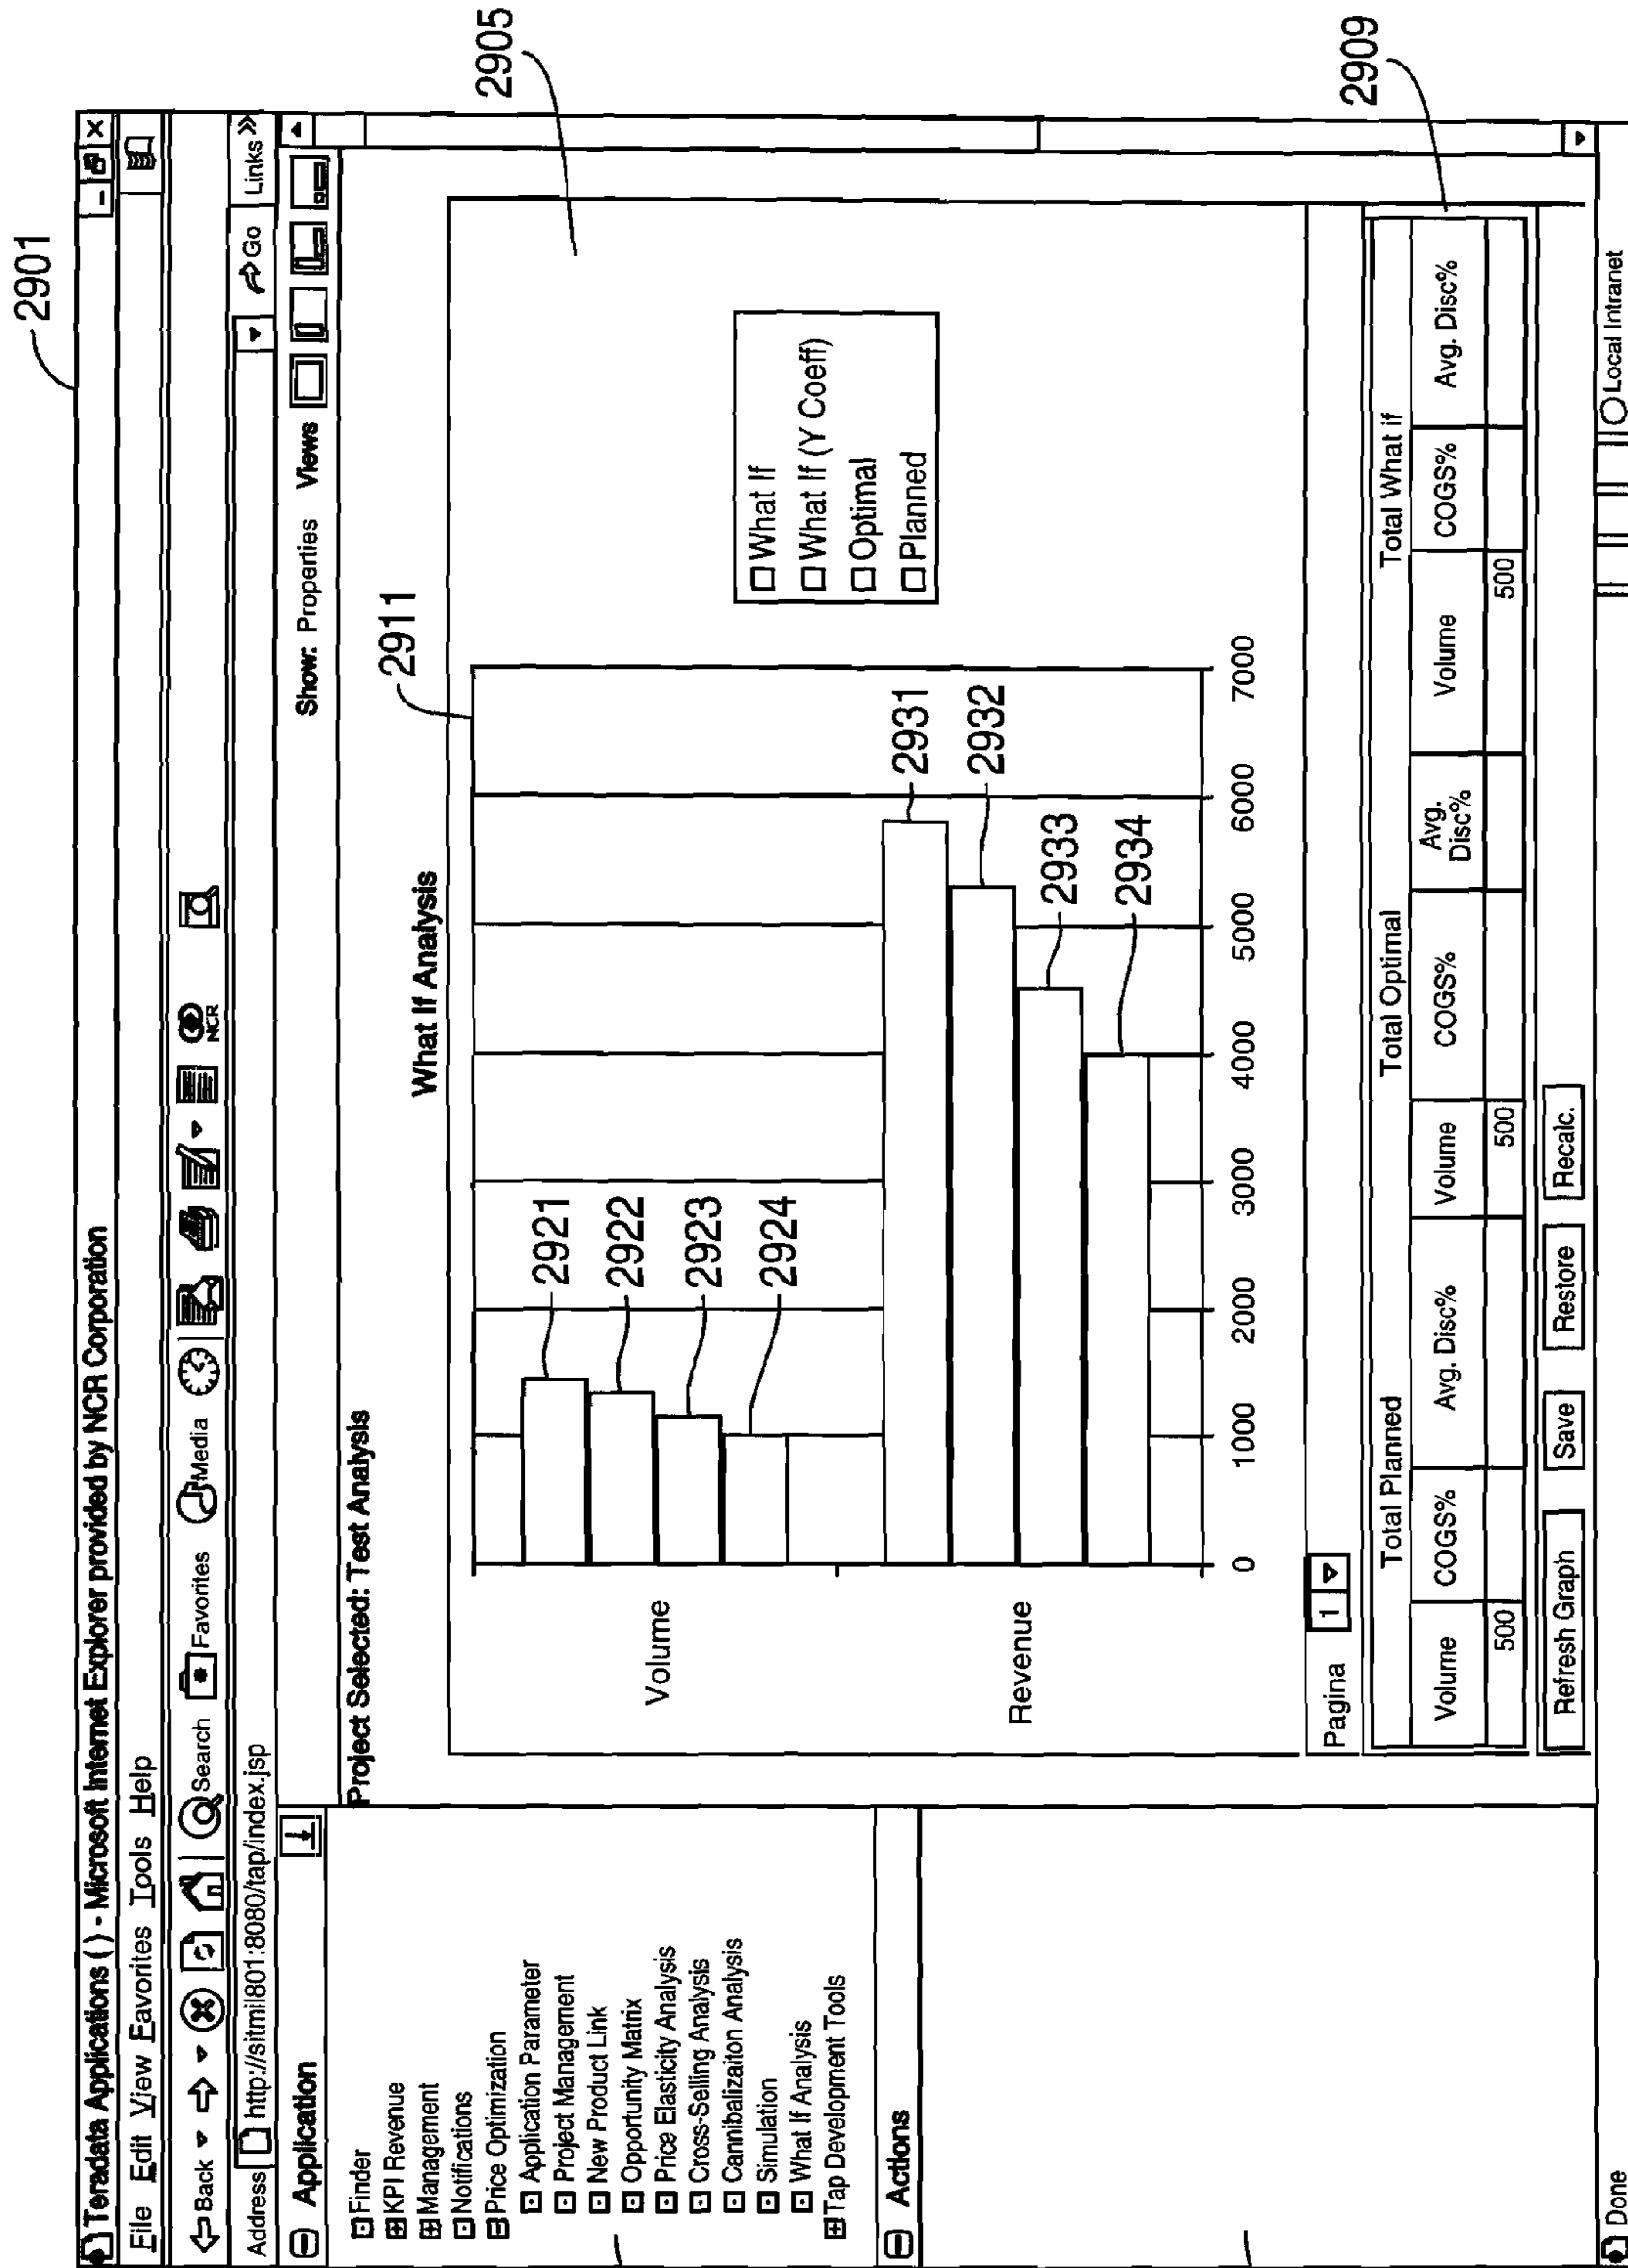 2901
Teradata Applications ( ) - Microsoft Internet Explorer provided by NCR Corporation
File Edit View Favorites Tools Help
Back Search Favorites Media NCR
Address http://sitmil801:8080/tap/index.jsp Go Links >>
Application
Show: Properties Views
Finder
KPI Revenue
Management
Notifications
Price Optimization
Application Parameter
Project Management
New Product Link
Opportunity Matrix
Price Elasticity Analysis
Cross-Selling Analysis
Cannibalizaiton Analysis
Simulation
What If Analysis
Tap Development Tools
Actions
Project Selected: Test Analysis
What If Analysis
2911
2905
Volume
2921
2922
2923
2924
Revenue
2931
2932
2933
2934
0 1000 2000 3000 4000 5000 6000 7000
What If
What If (Y Coeff)
Optimal
Planned
Pagina 1
2909
Total Planned Total Optimal Total What if
Volume COGS% Avg. Disc% Volume COGS% Avg. Disc% Volume COGS% Avg. Disc%
500 500 500
Refresh Graph Save Restore Recalc.
Done Local Intranet